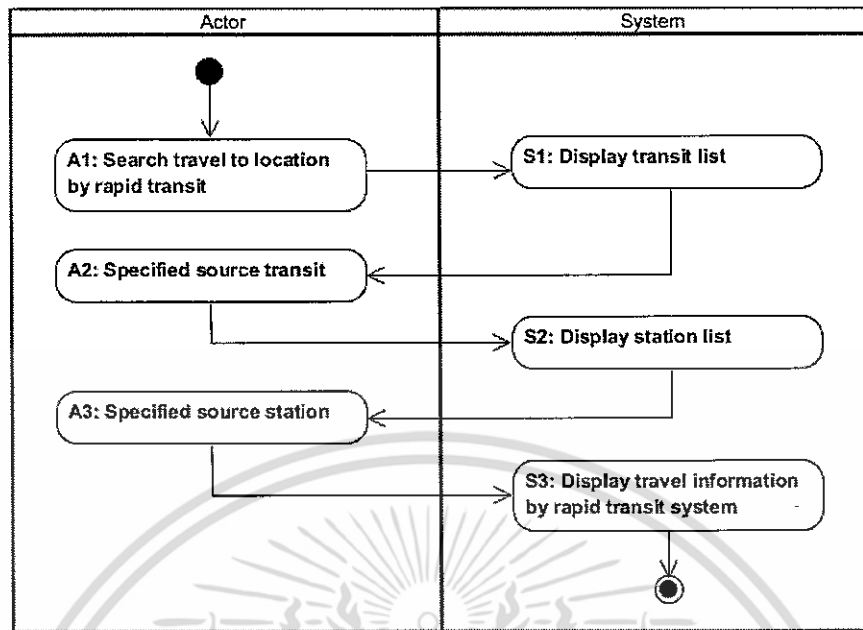 Actor
System
A1: Search travel to location
by rapid transit
S1: Display transit list
A2: Specified source transit
S2: Display station list
A3: Specified source station
S3: Display travel information
by rapid transit system